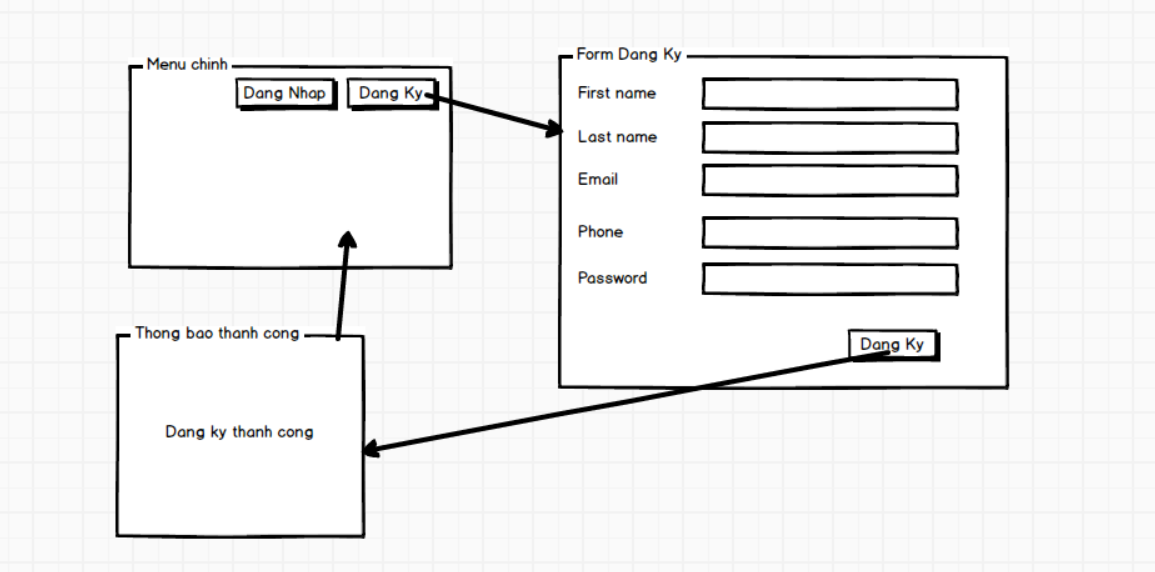 Menu chinh
Dang Nhap
Dang Ky
Form Dang Ky
First name
Last name
Email
Phone
Password
Dang Ky
Thong bao thanh cong
Dang ky thanh cong